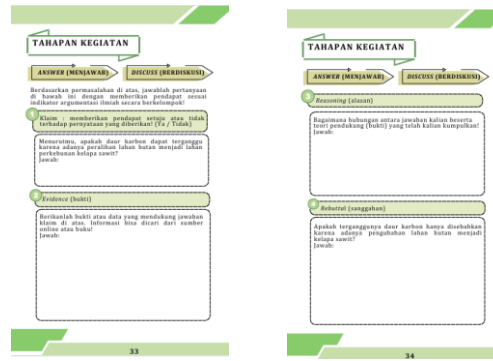 TAHAPAN KEGIATAN
ANSWER (MENJAWAB)
DISCUSS (BERDISKUSI)
Berdasarkan permasalahan di atas, jawablah pertanyaan
di bawah ini dengan memberikan pendapat sesuai
indikator argumentasi ilmiah secara berkelompok!
1
Klaim : memberikan pendapat setuju atau tidak
terhadap pernyataan yang diberikan! (Ya / Tidak)
Menurutmu, apakah daur karbon dapat terganggu
karena adanya peralihan lahan hutan menjadi lahan
perkebunan kelapa sawit?
Jawab:
2
Evidence (bukti)
Berikanlah bukti atau data yang mendukung jawaban
klaim di atas. Informasi bisa dicari dari sumber
online atau buku!
Jawab:
33
TAHAPAN KEGIATAN
ANSWER (MENJAWAB)
DISCUSS (BERDISKUSI)
3
Reasoning (alasan)
Bagaimana hubungan antara jawaban kalian beserta
teori pendukung (bukti) yang telah kalian kumpulkan!
Jawab:
4
Rebuttal (sanggahan)
Apakah terganggunya daur karbon hanya disebabkan
karena adanya pengubahan lahan hutan menjadi
kelapa sawit?
Jawab:
34